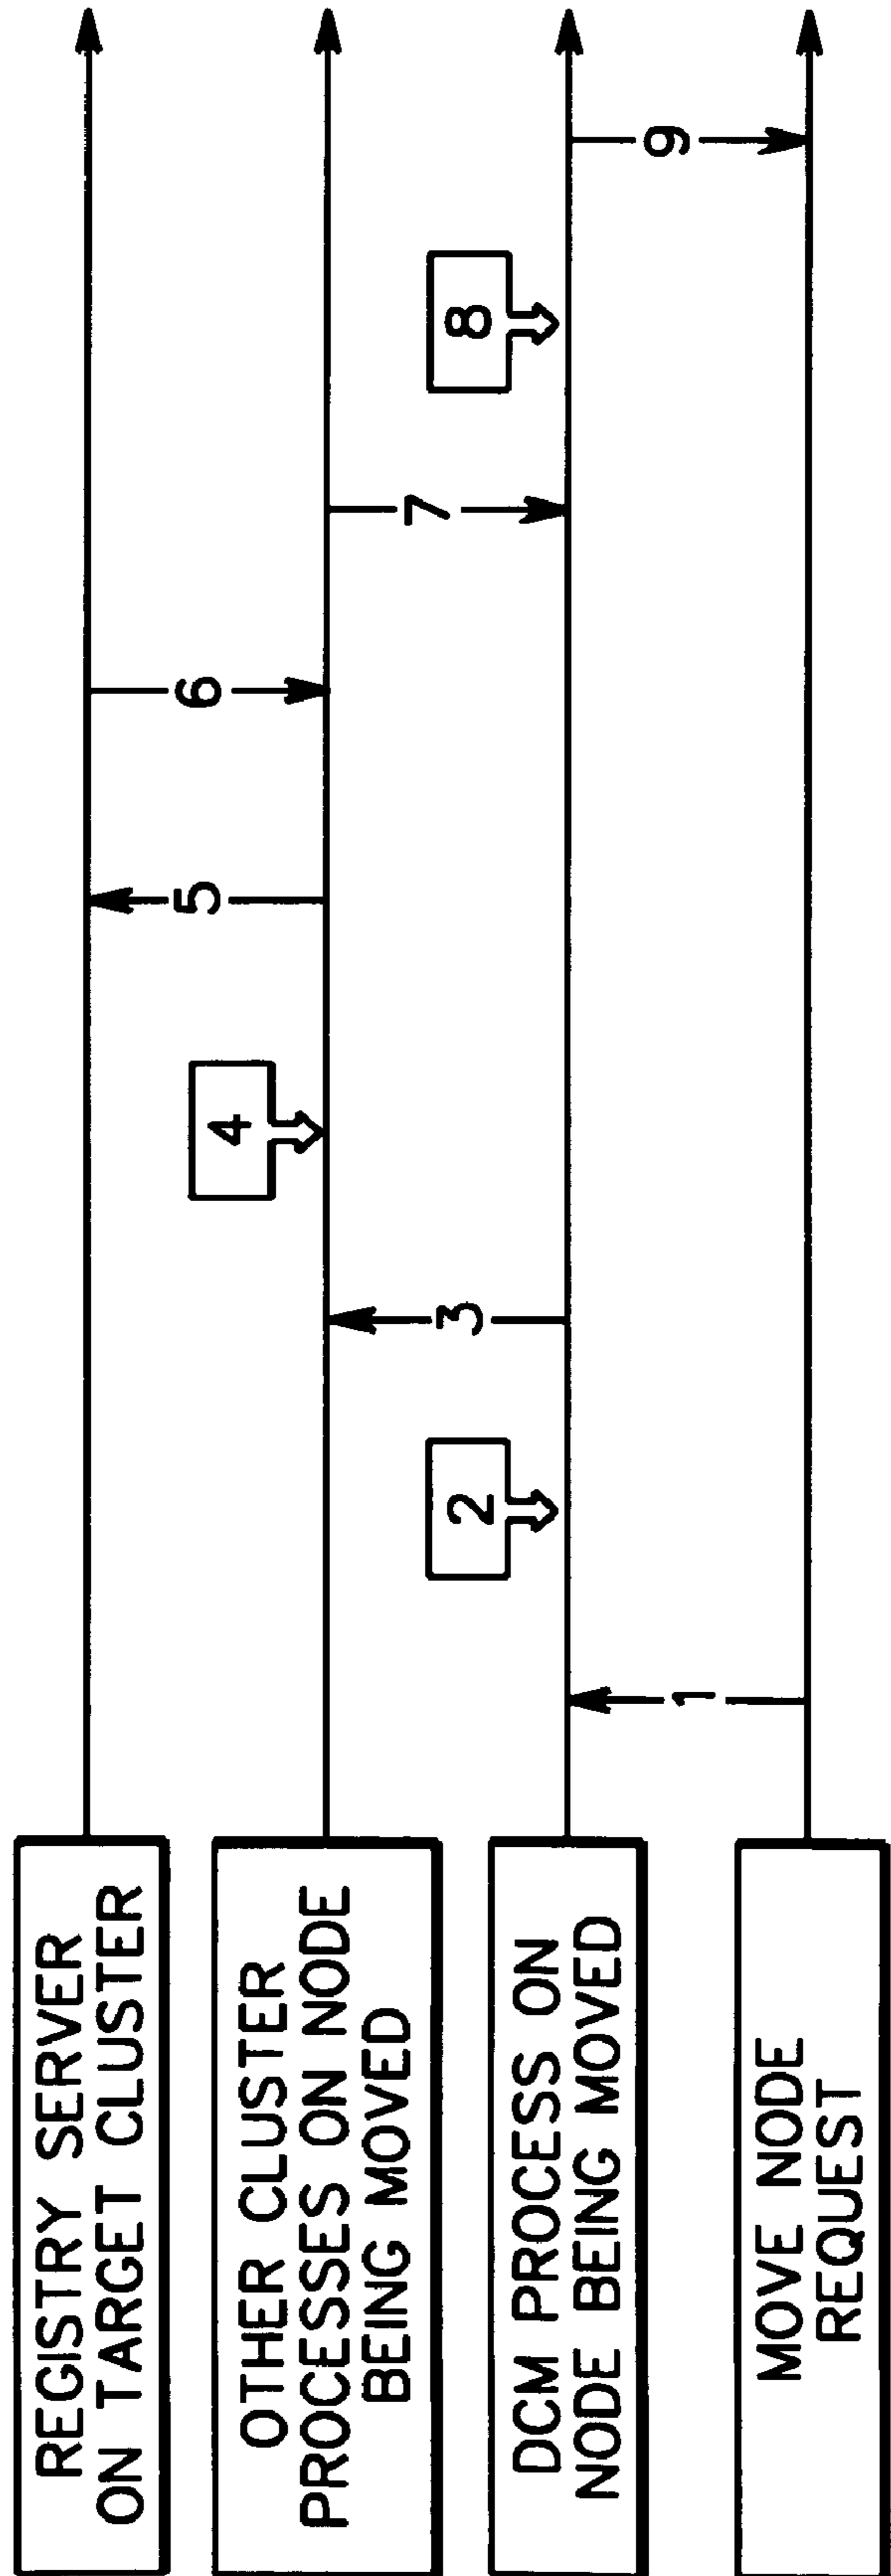 REGISTRY SERVER
ON TARGET CLUSTER
OTHER CLUSTER
PROCESSES ON NODE
BEING MOVED
DCM PROCESS ON
NODE BEING MOVED
MOVE NODE
REQUEST
1
2
3
4
5
6
7
8
9